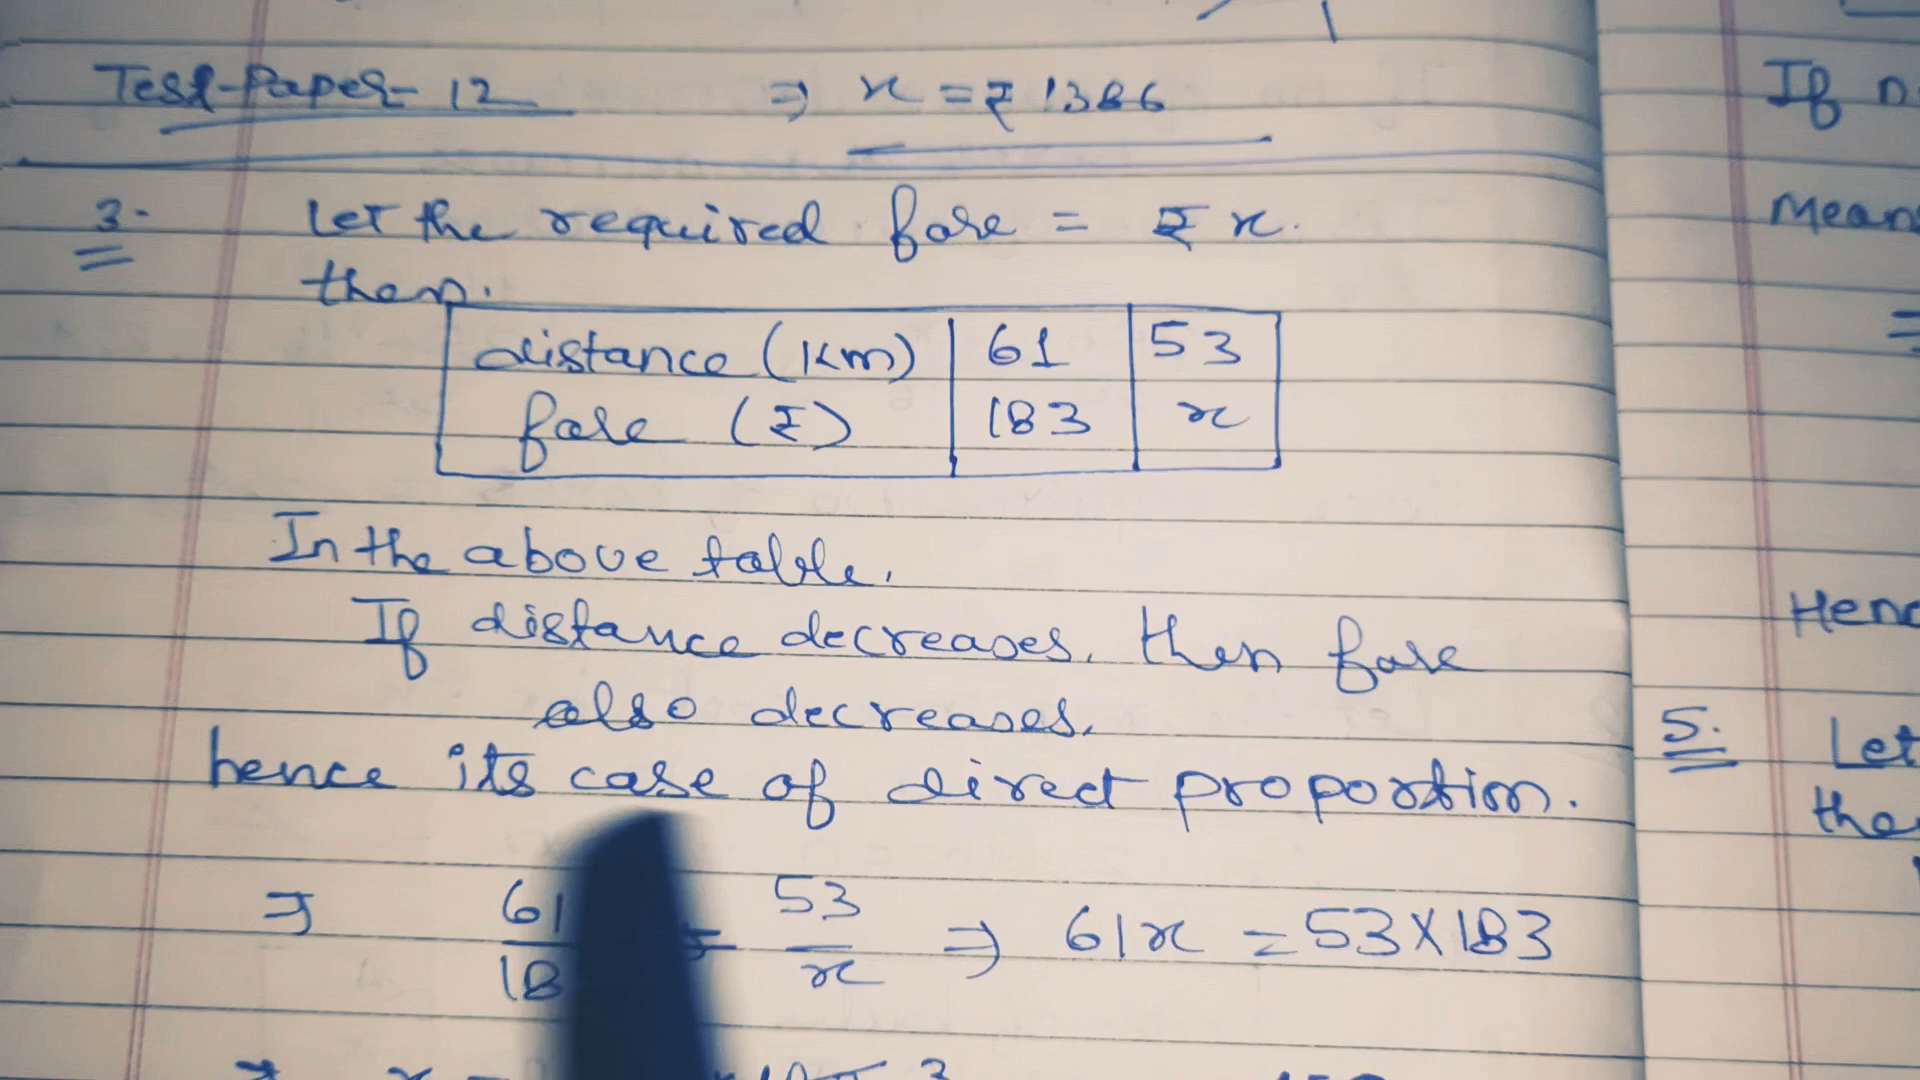 Test-Paper-12
⇒ x = ₹ 1386
3. Let the required fare = ₹ x.
then.
distance (Km) 61 53
fare (₹) 183 x
In the above table,
If distance decreases, then fare
also decreases.
hence its case of direct proportion.
⇒ 61/18 = 53/x ⇒ 61x = 53×183
If
Mean
=
Henc
5. Let
the